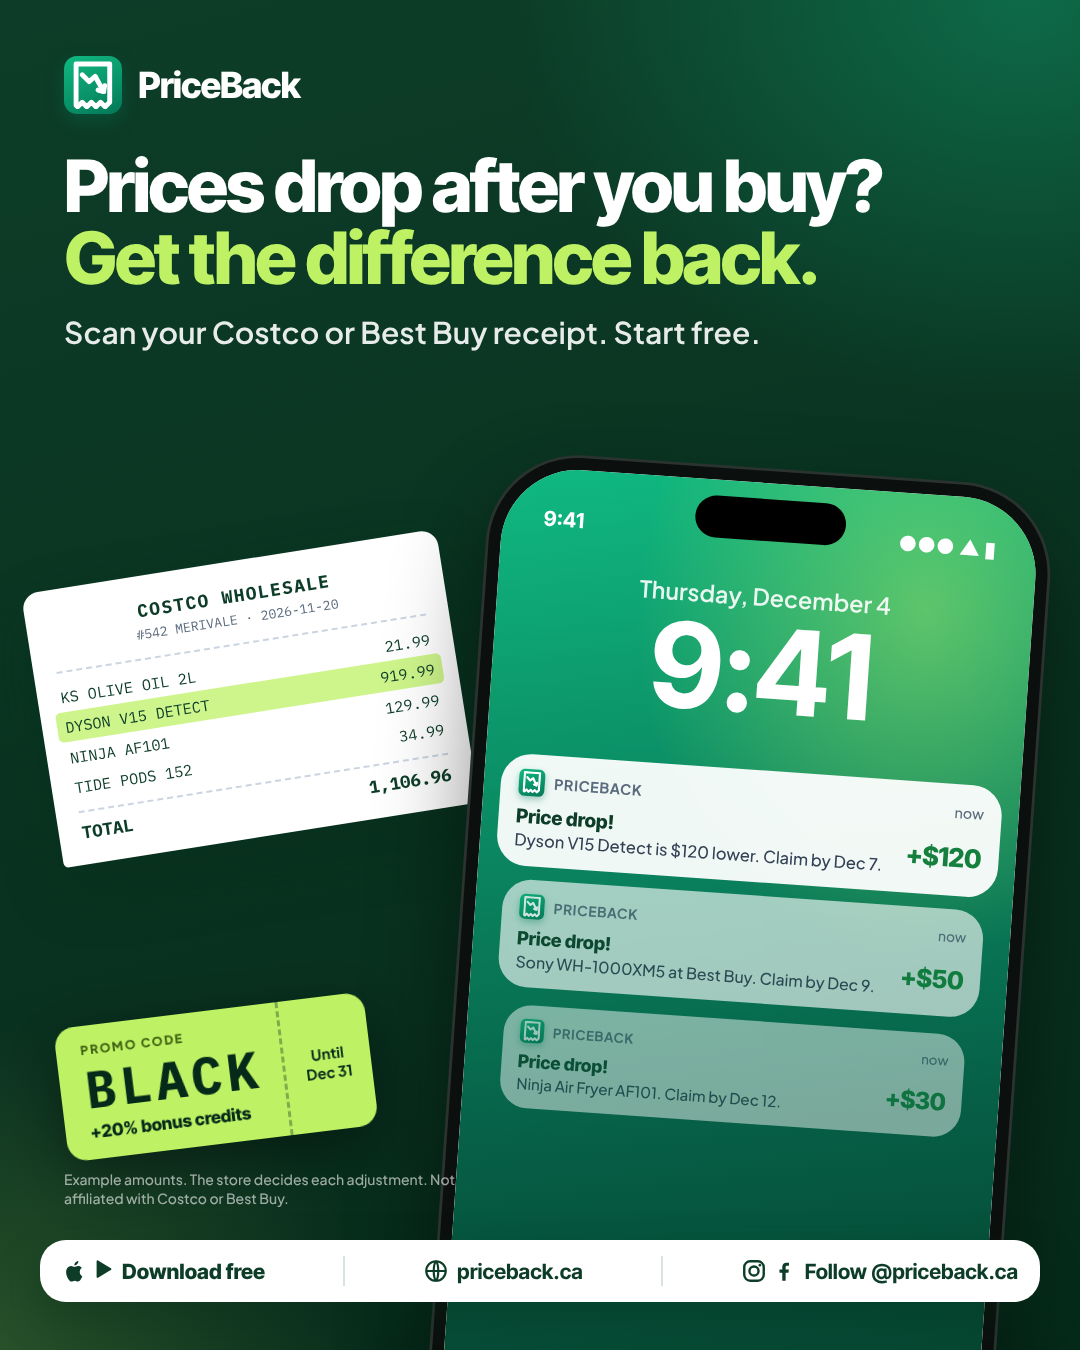 PriceBack
Prices drop after you buy?
Get the difference back.
Scan your Costco or Best Buy receipt. Start free.
COSTCO WHOLESALE
#542 MERIVALE · 2026-11-20
KS OLIVE OIL 2L 21.99
DYSON V15 DETECT 919.99
NINJA AF101 129.99
TIDE PODS 152 34.99
TOTAL 1,106.96
9:41
Thursday, December 4
9:41
PRICEBACK now
Price drop!
Dyson V15 Detect is $120 lower. Claim by Dec 7. +$120
PRICEBACK now
Price drop!
Sony WH-1000XM5 at Best Buy. Claim by Dec 9. +$50
PRICEBACK now
Price drop!
Ninja Air Fryer AF101. Claim by Dec 12. +$30
PROMO CODE
BLACK
+20% bonus credits
Until
Dec 31
Example amounts. The store decides each adjustment. Not
affiliated with Costco or Best Buy.
Download free
priceback.ca
Follow @priceback.ca